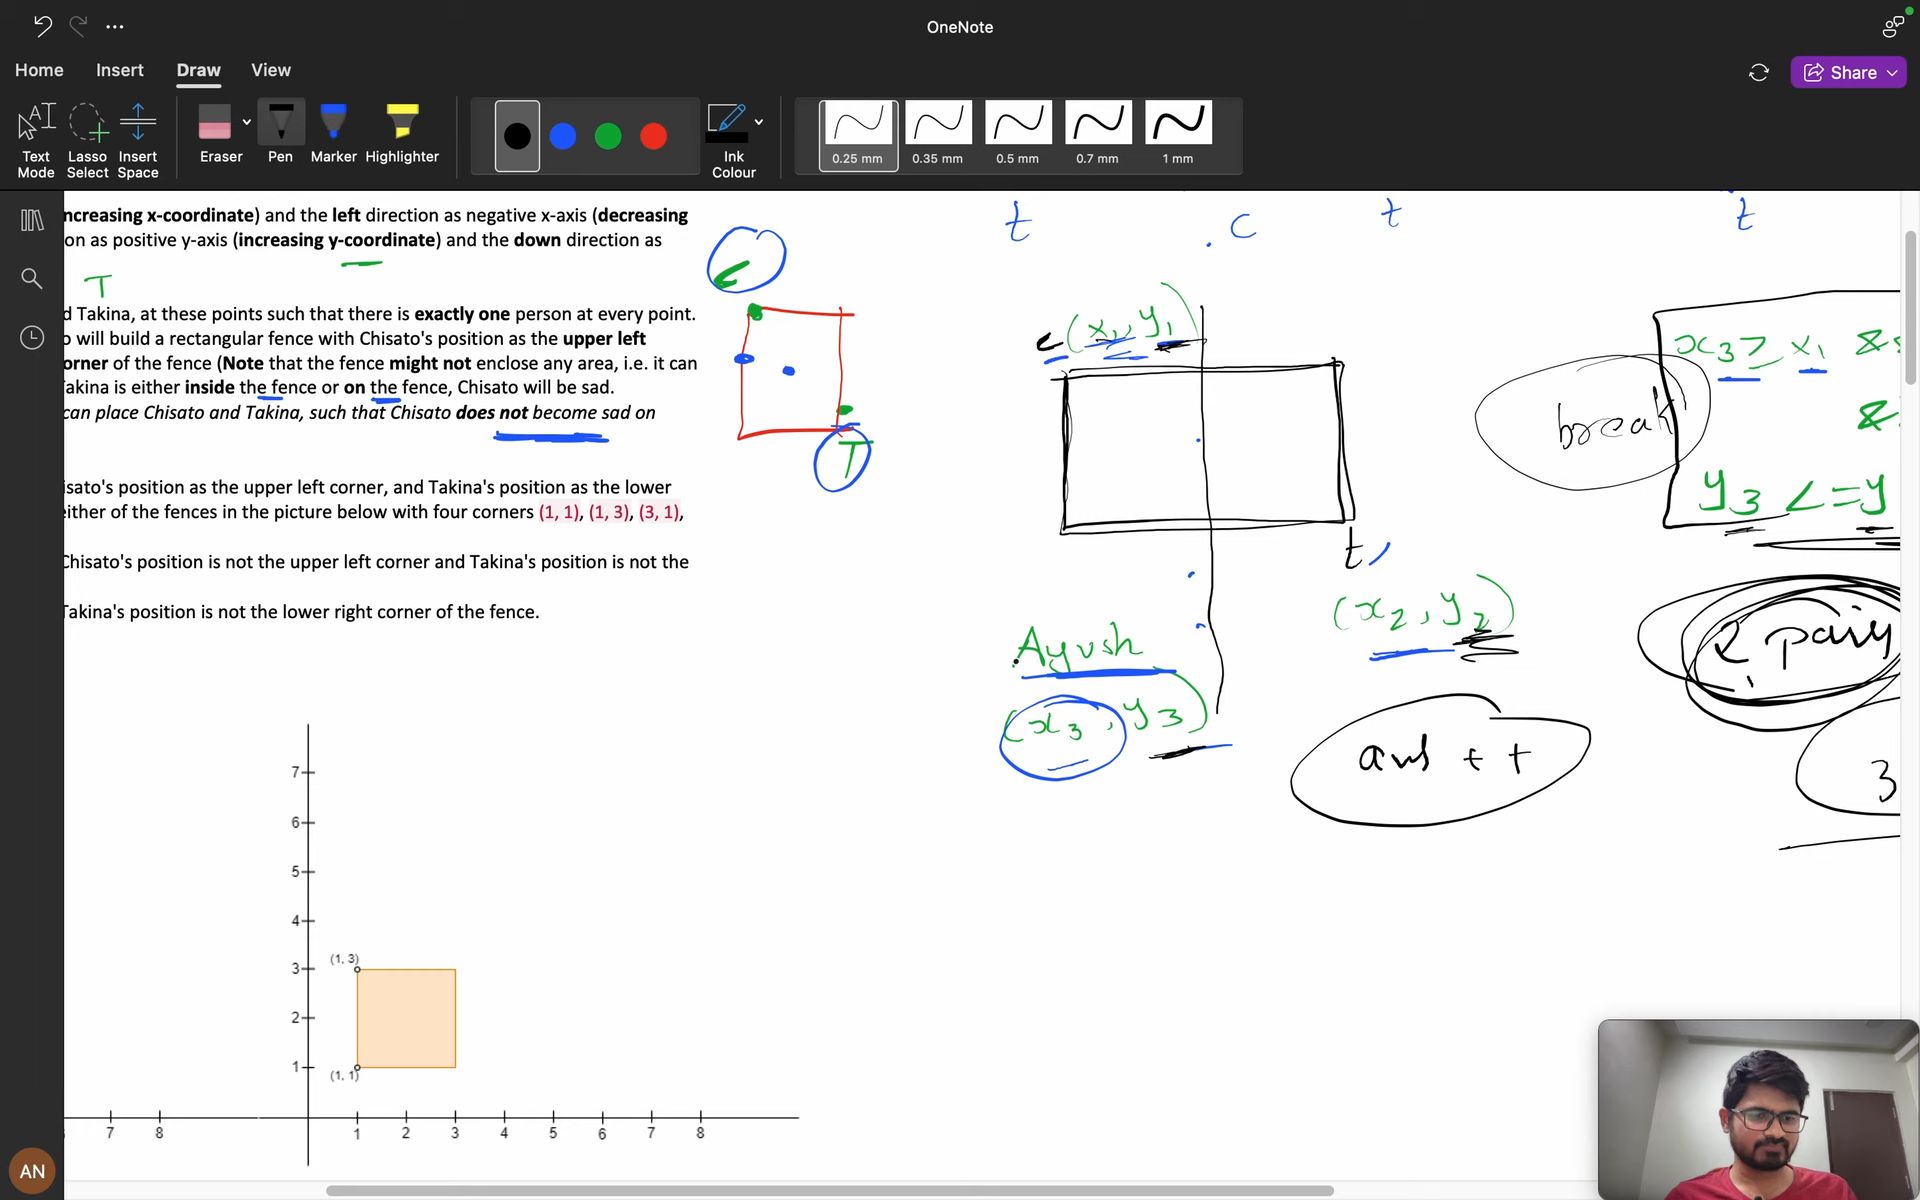 OneNote
Home Insert Draw View
Share
Text Mode
Lasso Select
Insert Space
Eraser
Pen
Marker
Highlighter
Ink Colour
0.25 mm
0.35 mm
0.5 mm
0.7 mm
1 mm
ncreasing x-coordinate) and the left direction as negative x-axis (decreasing
on as positive y-axis (increasing y-coordinate) and the down direction as
T
d Takina, at these points such that there is exactly one person at every point.
o will build a rectangular fence with Chisato's position as the upper left
orner of the fence (Note that the fence might not enclose any area, i.e. it can
Takina is either inside the fence or on the fence, Chisato will be sad.
can place Chisato and Takina, such that Chisato does not become sad on
isato's position as the upper left corner, and Takina's position as the lower
either of the fences in the picture below with four corners (1, 1), (1, 3), (3, 1),
Chisato's position is not the upper left corner and Takina's position is not the
Takina's position is not the lower right corner of the fence.
T
t
c
t
t
c (x1, y1)
t,
(x2, y2)
Ayush
(x3, y3)
ans ++
break
x3 ≥ x1
y3 <= y
2 pairs
3
7
6
5
4
3
2
1
(1, 3)
(1, 1)
7 8 1 2 3 4 5 6 7 8
AN